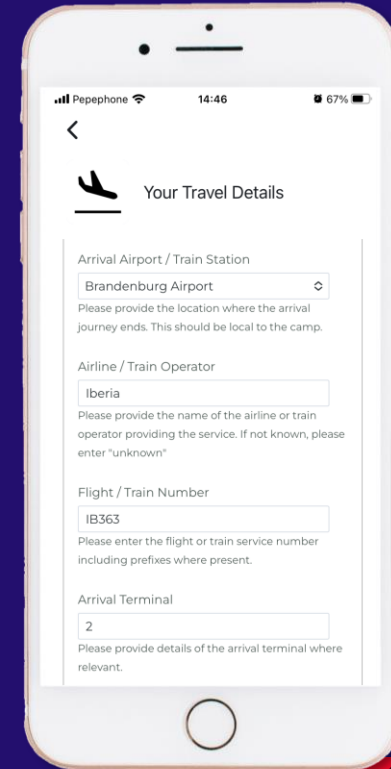 Pepephone 14:46 67%
Your Travel Details
Arrival Airport / Train Station
Brandenburg Airport
Please provide the location where the arrival
journey ends. This should be local to the camp.
Airline / Train Operator
Iberia
Please provide the name of the airline or train
operator providing the service. If not known, please
enter "unknown"
Flight / Train Number
IB363
Please enter the flight or train service number
including prefixes where present.
Arrival Terminal
2
Please provide details of the arrival terminal where
relevant.